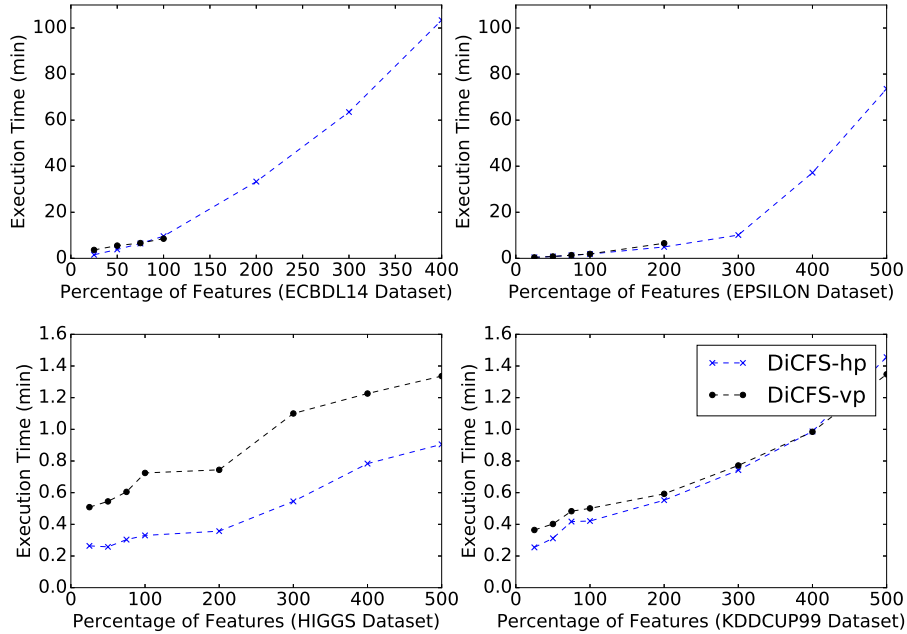 100
80
60
40
20
0
Execution Time (min)
0 50 100 150 200 250 300 350 400
Percentage of Features (ECBDL14 Dataset)
100
80
60
40
20
0
Execution Time (min)
0 100 200 300 400 500
Percentage of Features (EPSILON Dataset)
1.6
1.4
1.2
1.0
0.8
0.6
0.4
0.2
0.0
Execution Time (min)
0 100 200 300 400 500
Percentage of Features (HIGGS Dataset)
1.6
1.4
1.2
1.0
0.8
0.6
0.4
0.2
0.0
Execution Time (min)
DiCFS-hp
DiCFS-vp
0 100 200 300 400 500
Percentage of Features (KDDCUP99 Dataset)